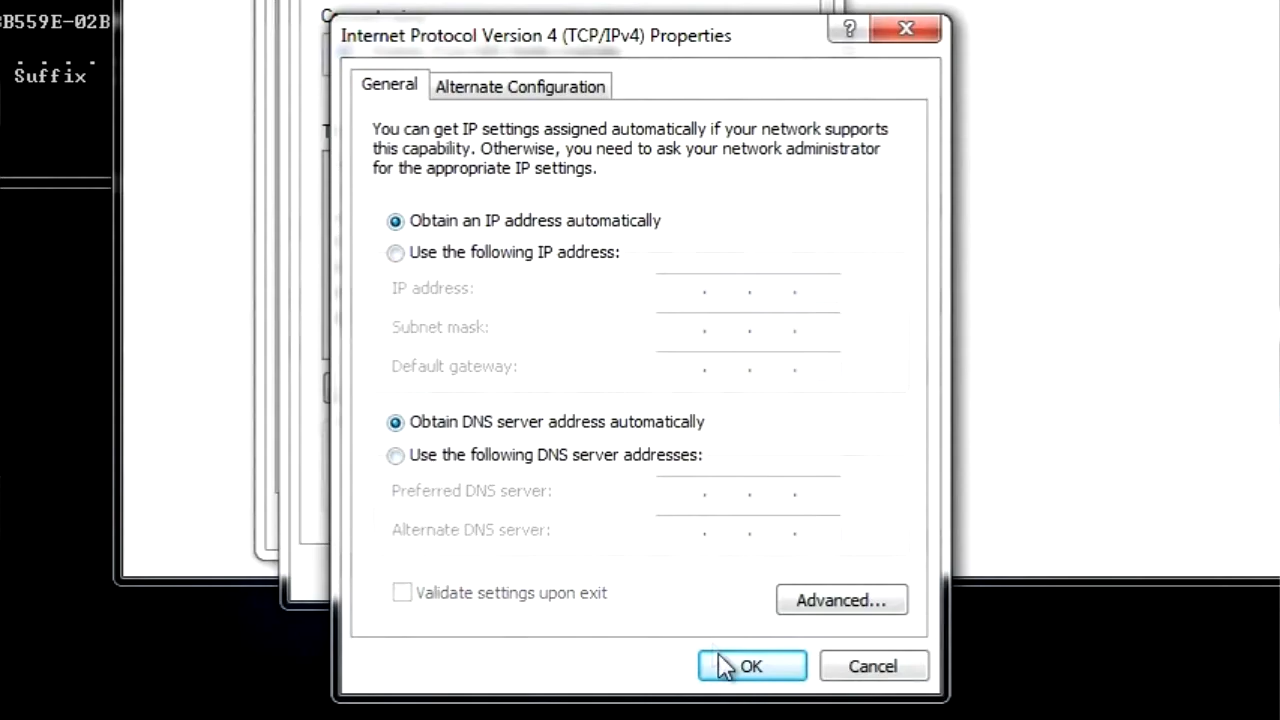 B559E-02B
. . . .
Suffix
Internet Protocol Version 4 (TCP/IPv4) Properties
?
General
Alternate Configuration
You can get IP settings assigned automatically if your network supports
this capability. Otherwise, you need to ask your network administrator
for the appropriate IP settings.
Obtain an IP address automatically
Use the following IP address:
IP address: . . .
Subnet mask: . . .
Default gateway: . . .
Obtain DNS server address automatically
Use the following DNS server addresses:
Preferred DNS server: . . .
Alternate DNS server: . . .
Validate settings upon exit
Advanced...
OK
Cancel